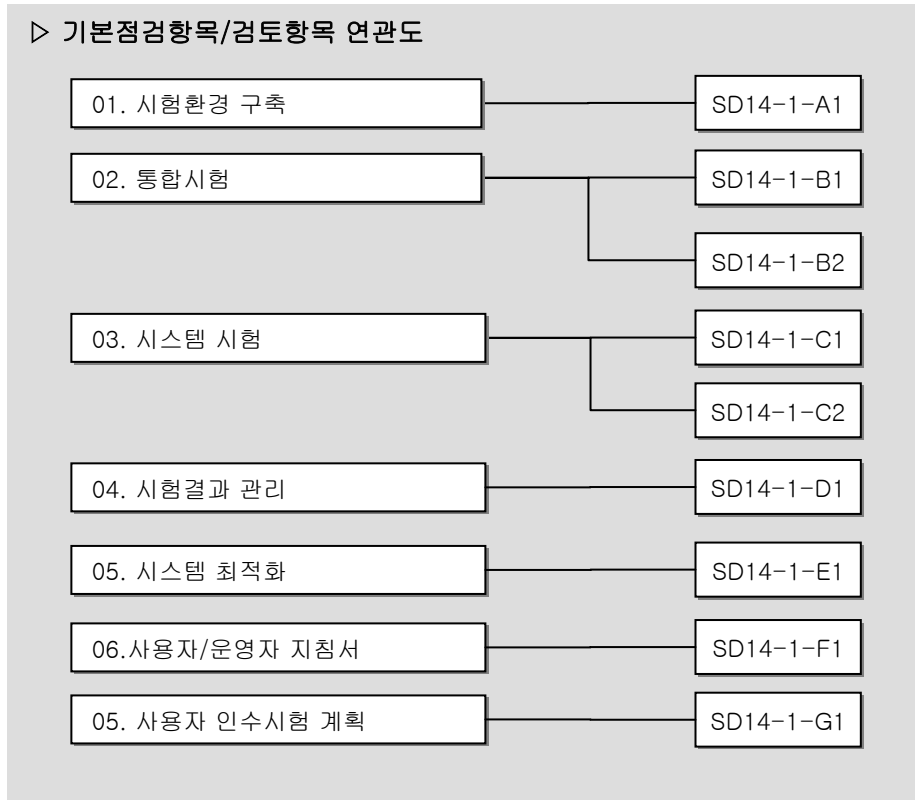 ▷ 기본점검항목/검토항목 연관도
01. 시험환경 구축
SD14-1-A1
02. 통합시험
SD14-1-B1
SD14-1-B2
03. 시스템 시험
SD14-1-C1
SD14-1-C2
04. 시험결과 관리
SD14-1-D1
05. 시스템 최적화
SD14-1-E1
06.사용자/운영자 지침서
SD14-1-F1
05. 사용자 인수시험 계획
SD14-1-G1